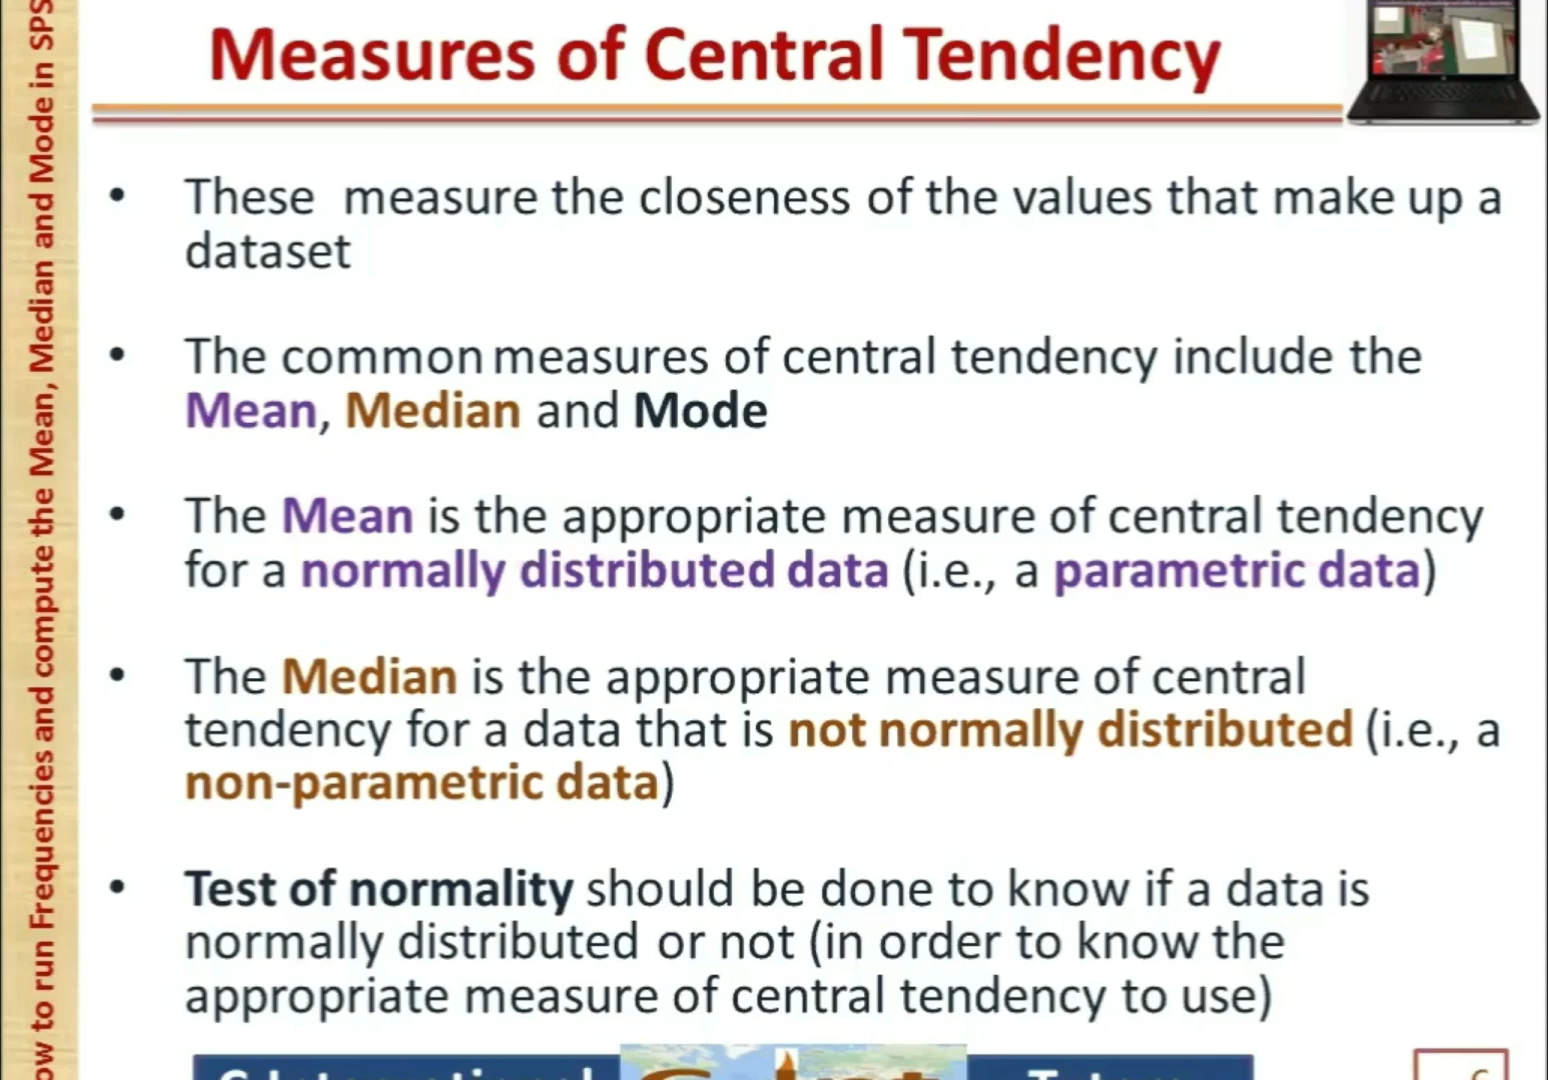 Measures of Central Tendency
• These measure the closeness of the values that make up a
dataset
• The common measures of central tendency include the
Mean, Median and Mode
• The Mean is the appropriate measure of central tendency
for a normally distributed data (i.e., a parametric data)
• The Median is the appropriate measure of central
tendency for a data that is not normally distributed (i.e., a
non-parametric data)
• Test of normality should be done to know if a data is
normally distributed or not (in order to know the
appropriate measure of central tendency to use)
to run Frequencies and compute the Mean, Median and Mode in SPS